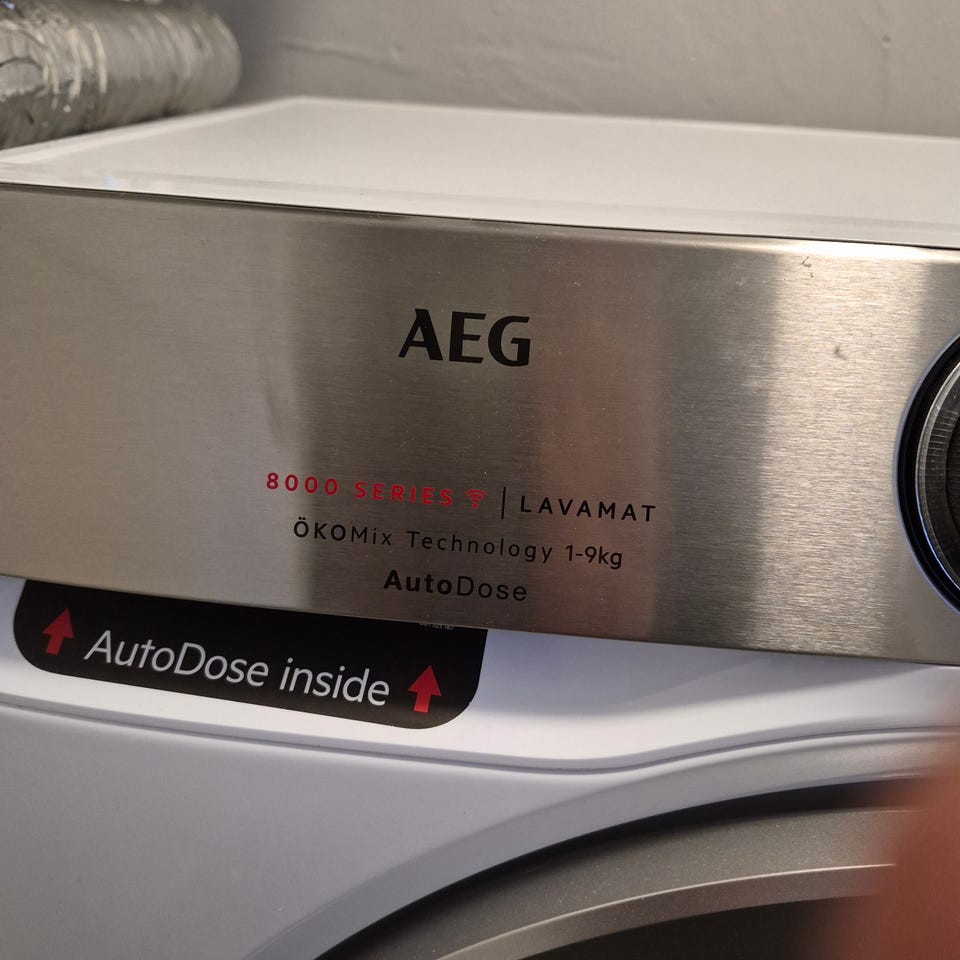 AEG
8000 SERIES | LAVAMAT
ÖKOMix Technology 1-9kg
AutoDose
AutoDose inside